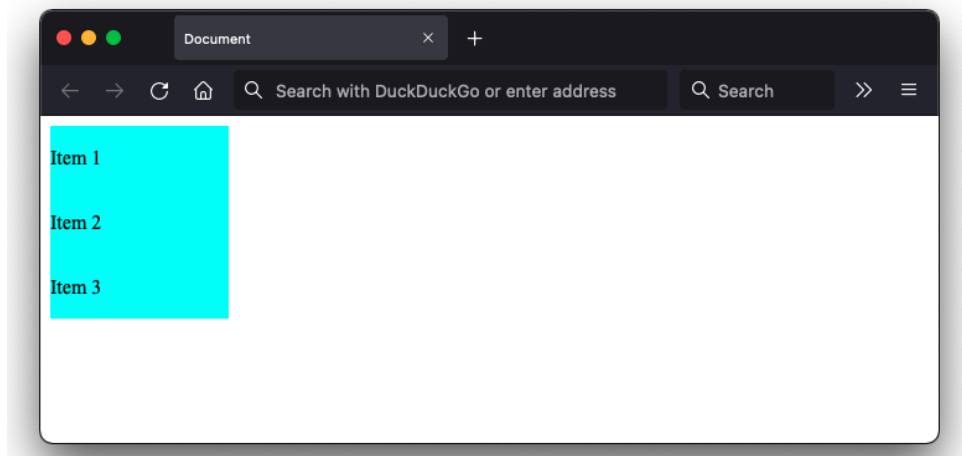 Document
Search with DuckDuckGo or enter address
Search
Item 1
Item 2
Item 3